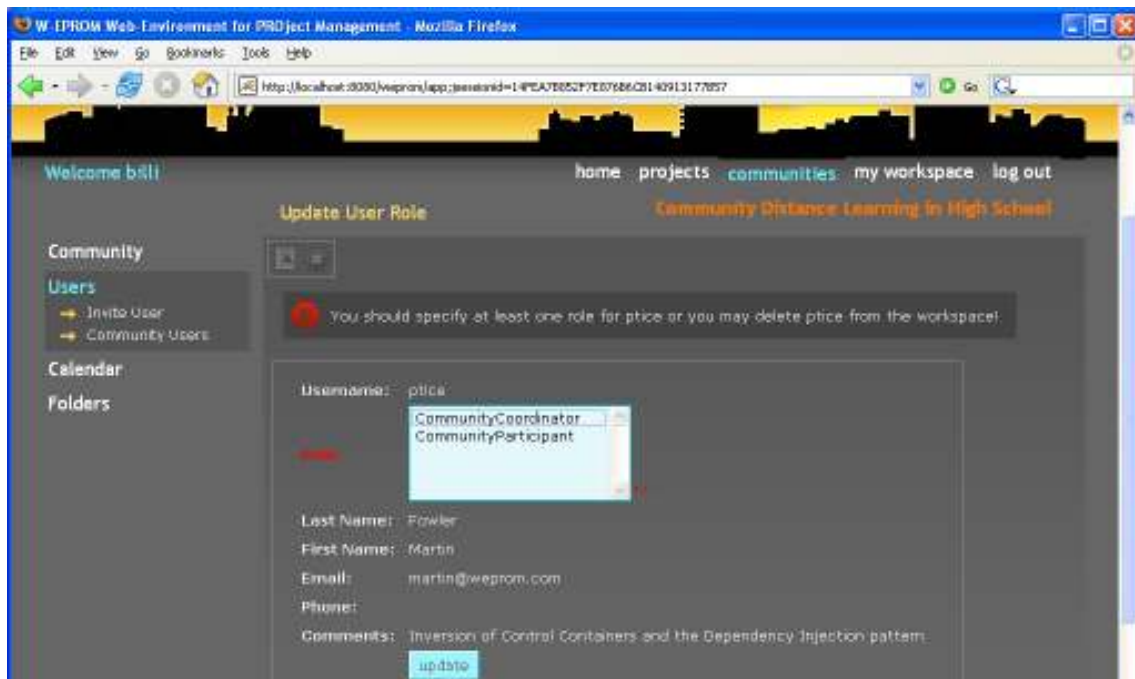 W-EPROM Web-Environment for PROject Management - Mozilla Firefox
File Edit View Go Bookmarks Tools Help
Go
Welcome billi
home projects communities my workspace log out
Update User Role
Community Distance Learning in High School
Community
Users
Invite User
Community Users
Calendar
Folders
You should specify at least one role for ptice or you may delete ptice from the workspace!
Username: ptice
CommunityCoordinator
CommunityParticipant
Last Name: Fowler
First Name: Martin
Email: martin@weprom.com
Phone:
Comments: Inversion of Control Containers and the Dependency Injection pattern
update